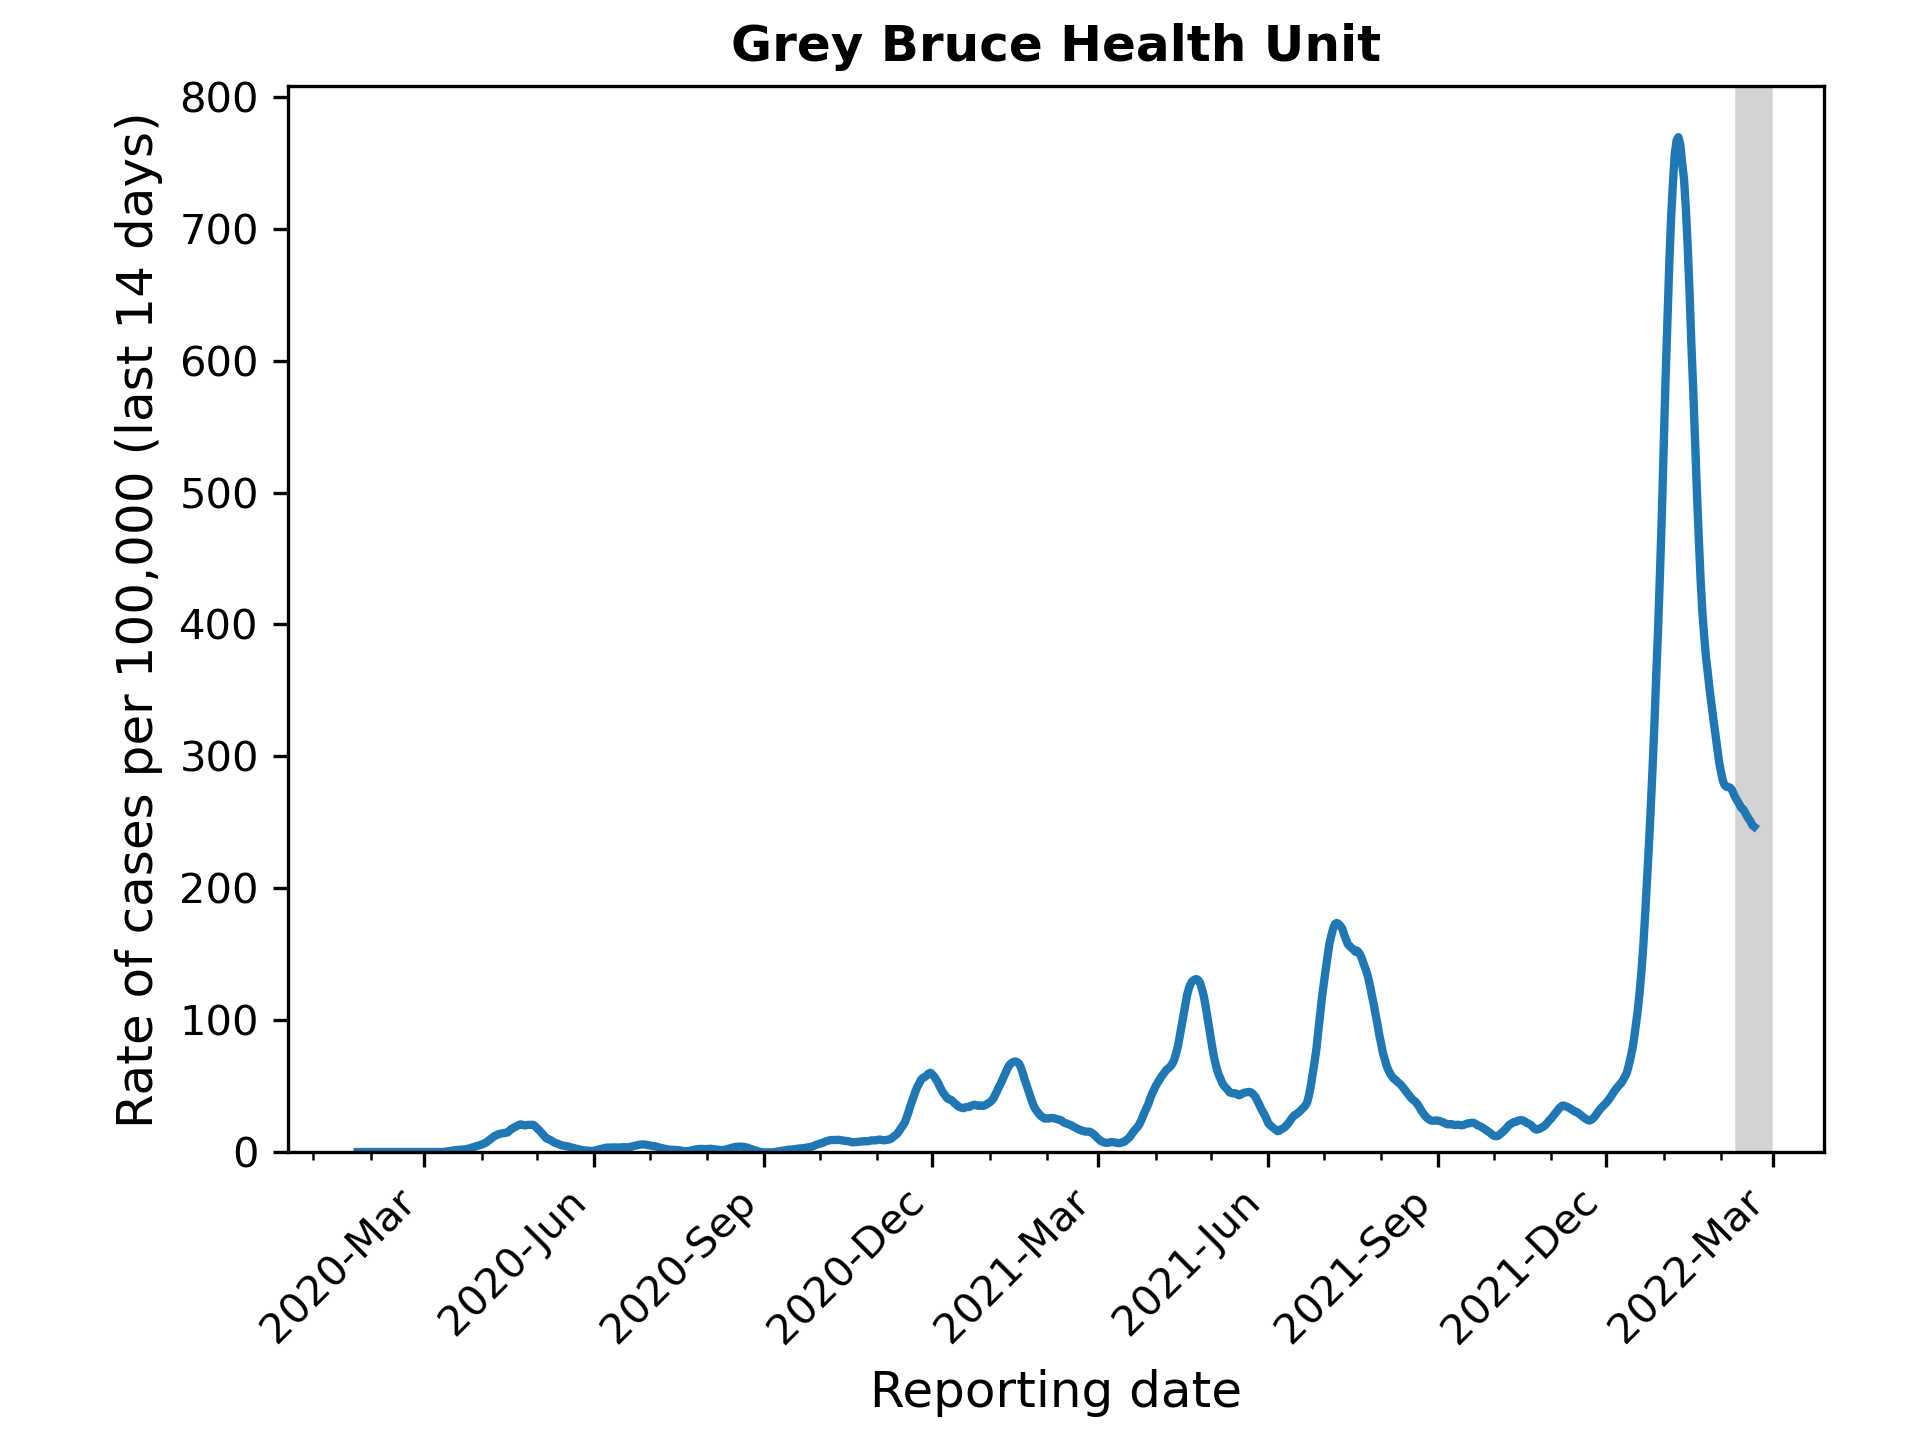 Grey Bruce Health Unit
Rate of cases per 100,000 (last 14 days)
800
700
600
500
400
300
200
100
0
2020-Mar
2020-Jun
2020-Sep
2020-Dec
2021-Mar
2021-Jun
2021-Sep
2021-Dec
2022-Mar
Reporting date